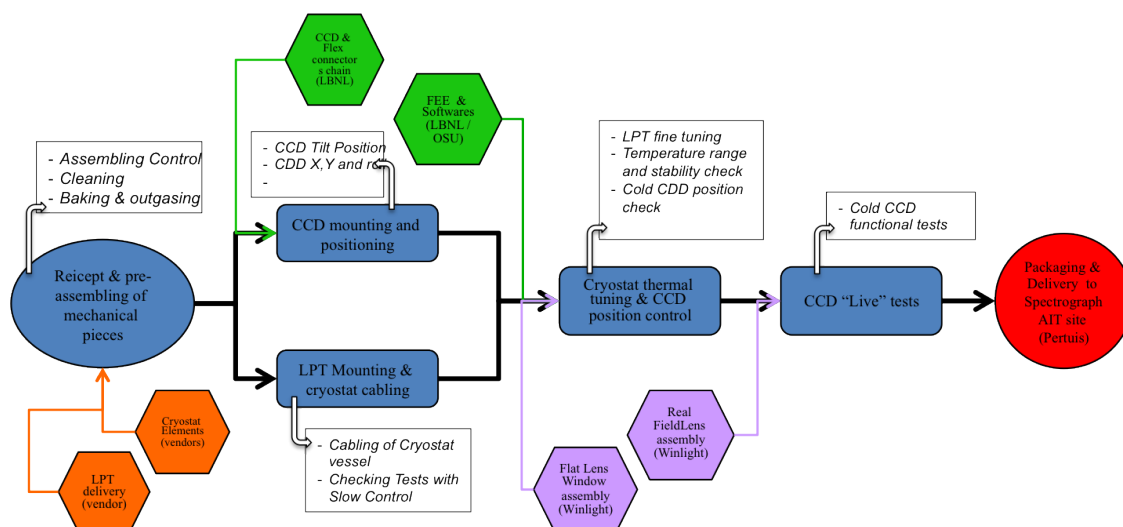 CCD &
Flex
connector
s chain
(LBNL)
FEE & 
Softwares
(LBNL /
OSU)
- Assembling Control
- Cleaning
- Baking & outgasing
- CCD Tilt Position
- CDD X,Y and
-
- LPT fine tuning
- Temperature range
and stability check
- Cold CDD position
check
- Cold CCD
functional tests
Reicept & pre-
assembling of
mechanical
pieces
CCD mounting and
positioning
Cryostat thermal
tuning & CCD
position control
CCD “Live” tests
Packaging &
Delivery to
Spectrograph
AIT site
(Pertuis)
LPT Mounting &
cryostat cabling
Cryostat
Elements
(vendors)
LPT
delivery
(vendor)
- Cabling of Cryostat
vessel
- Checking Tests with
Slow Control
Real
FieldLens
assembly
(Winlight)
Flat Lens
Window
assembly
(Winlight)